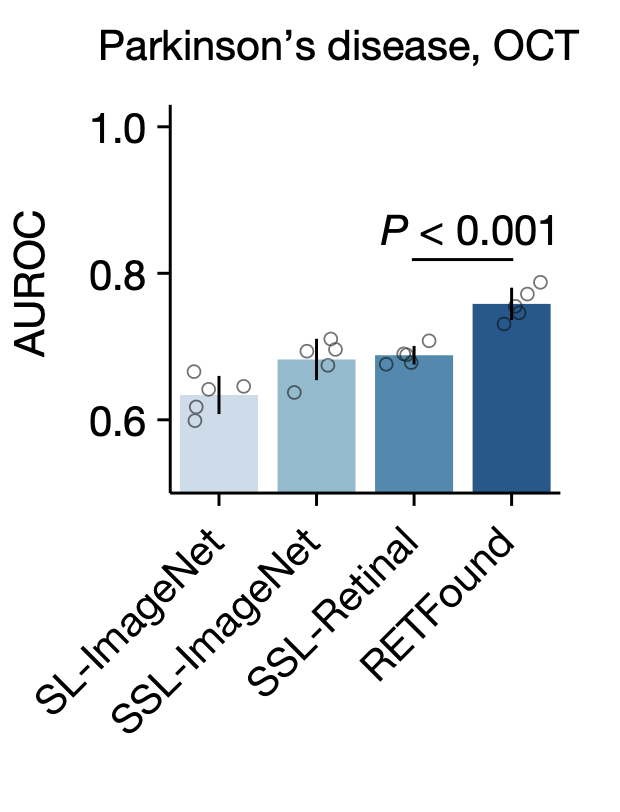 Parkinson’s disease, OCT
AUROC
1.0
0.8
0.6
P < 0.001
SL-ImageNet
SSL-ImageNet
SSL-Retinal
RETFound